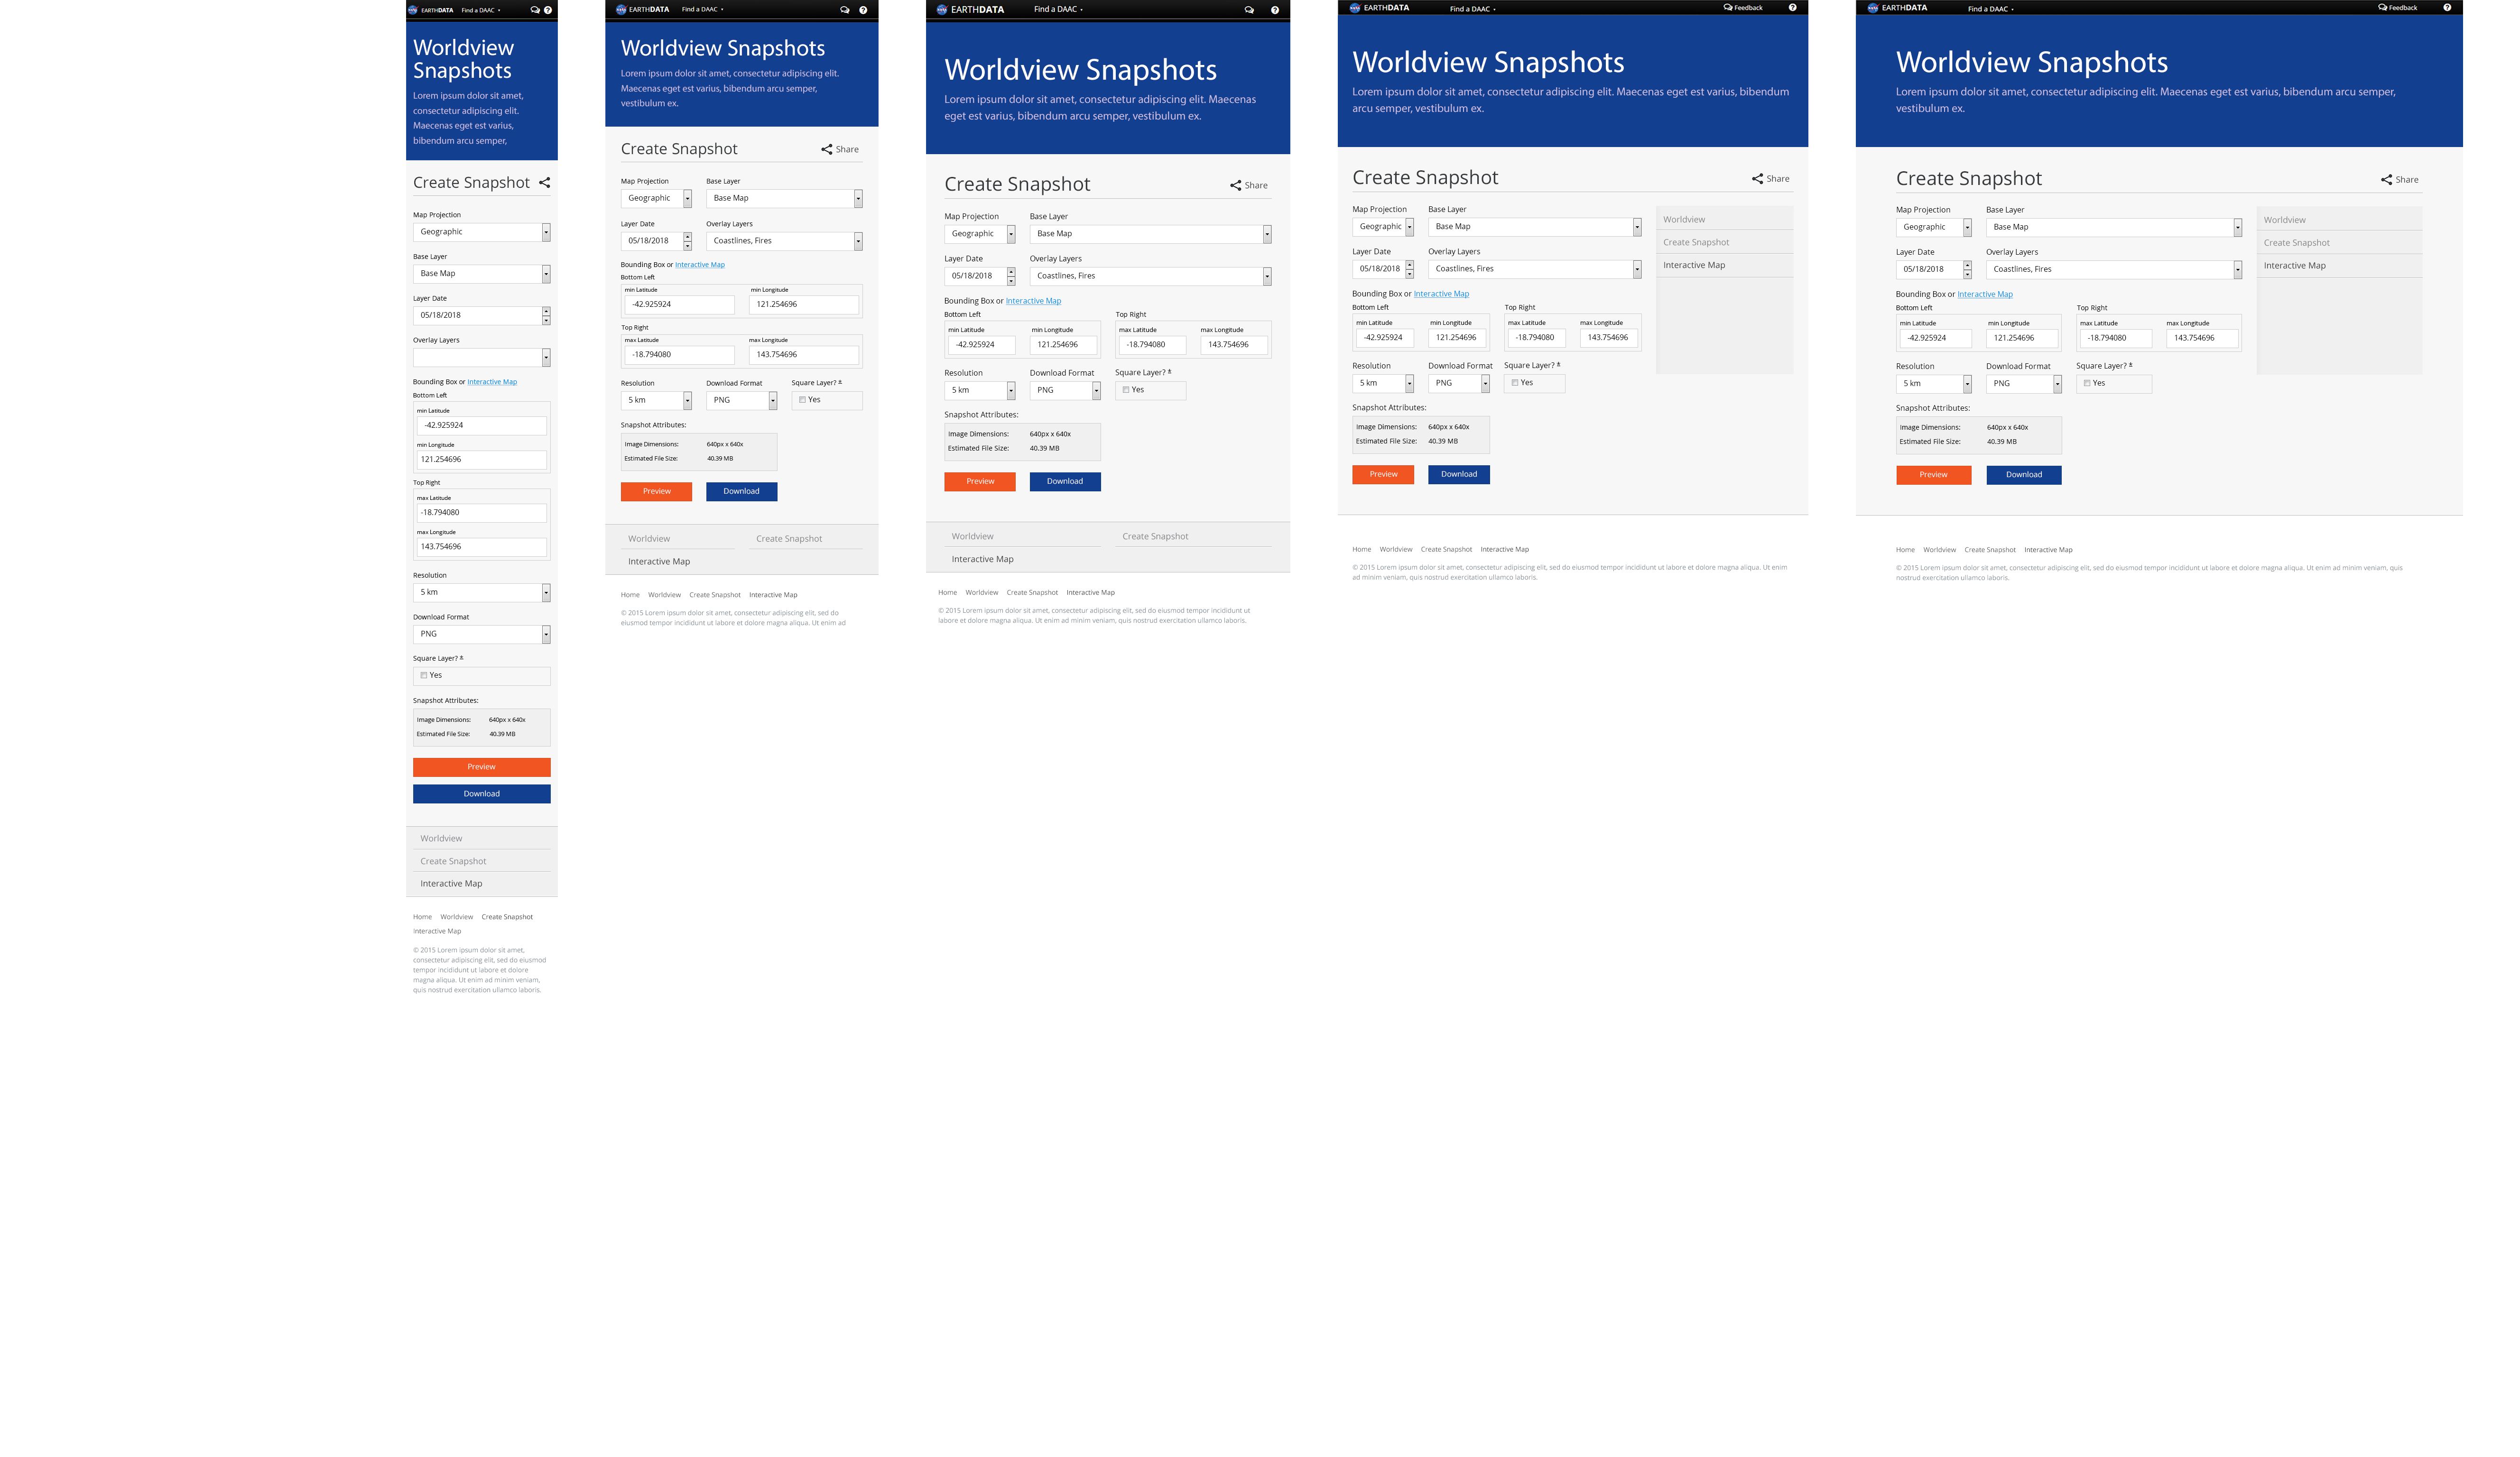 EARTHDATA Find a DAAC
Worldview
Snapshots
Lorem ipsum dolor sit amet,
consectetur adipiscing elit.
Maecenas eget est varius,
bibendum arcu semper,
Create Snapshot
Map Projection
Geographic
Base Layer
Base Map
Layer Date
05/18/2018
Overlay Layers
Bounding Box or Interactive Map
Bottom Left
min Latitude
-42.925924
min Longitude
121.254696
Top Right
max Latitude
-18.794080
max Longitude
143.754696
Resolution
5 km
Download Format
PNG
Square Layer? *
Yes
Snapshot Attributes:
Image Dimensions: 640px x 640x
Estimated File Size: 40.39 MB
Preview
Download
Worldview
Create Snapshot
Interactive Map
Home Worldview Create Snapshot
Interactive Map
© 2015 Lorem ipsum dolor sit amet,
consectetur adipiscing elit, sed do eiusmod
tempor incididunt ut labore et dolore
magna aliqua. Ut enim ad minim veniam,
quis nostrud exercitation ullamco laboris.
EARTHDATA Find a DAAC
Worldview Snapshots
Lorem ipsum dolor sit amet, consectetur adipiscing elit.
Maecenas eget est varius, bibendum arcu semper,
vestibulum ex.
Create Snapshot Share
Map Projection Base Layer
Geographic Base Map
Layer Date Overlay Layers
05/18/2018 Coastlines, Fires
Bounding Box or Interactive Map
Bottom Left
min Latitude min Longitude
-42.925924 121.254696
Top Right
max Latitude max Longitude
-18.794080 143.754696
Resolution Download Format Square Layer? *
5 km PNG Yes
Snapshot Attributes:
Image Dimensions: 640px x 640x
Estimated File Size: 40.39 MB
Preview Download
Worldview Create Snapshot
Interactive Map
Home Worldview Create Snapshot Interactive Map
© 2015 Lorem ipsum dolor sit amet, consectetur adipiscing elit, sed do
eiusmod tempor incididunt ut labore et dolore magna aliqua. Ut enim ad
EARTHDATA Find a DAAC
Worldview Snapshots
Lorem ipsum dolor sit amet, consectetur adipiscing elit. Maecenas
eget est varius, bibendum arcu semper, vestibulum ex.
Create Snapshot Share
Map Projection Base Layer
Geographic Base Map
Layer Date Overlay Layers
05/18/2018 Coastlines, Fires
Bounding Box or Interactive Map
Bottom Left Top Right
min Latitude min Longitude max Latitude max Longitude
-42.925924 121.254696 -18.794080 143.754696
Resolution Download Format Square Layer? *
5 km PNG Yes
Snapshot Attributes:
Image Dimensions: 640px x 640x
Estimated File Size: 40.39 MB
Preview Download
Worldview Create Snapshot
Interactive Map
Home Worldview Create Snapshot Interactive Map
© 2015 Lorem ipsum dolor sit amet, consectetur adipiscing elit, sed do eiusmod tempor incididunt ut
labore et dolore magna aliqua. Ut enim ad minim veniam, quis nostrud exercitation ullamco laboris.
EARTHDATA Find a DAAC Feedback
Worldview Snapshots
Lorem ipsum dolor sit amet, consectetur adipiscing elit. Maecenas eget est varius, bibendum
arcu semper, vestibulum ex.
Create Snapshot Share
Map Projection Base Layer
Geographic Base Map
Layer Date Overlay Layers
05/18/2018 Coastlines, Fires
Bounding Box or Interactive Map
Bottom Left Top Right
min Latitude min Longitude max Latitude max Longitude
-42.925924 121.254696 -18.794080 143.754696
Resolution Download Format Square Layer? *
5 km PNG Yes
Snapshot Attributes:
Image Dimensions: 640px x 640x
Estimated File Size: 40.39 MB
Preview Download
Worldview
Create Snapshot
Interactive Map
Home Worldview Create Snapshot Interactive Map
© 2015 Lorem ipsum dolor sit amet, consectetur adipiscing elit, sed do eiusmod tempor incididunt ut labore et dolore magna aliqua. Ut enim
ad minim veniam, quis nostrud exercitation ullamco laboris.
EARTHDATA Find a DAAC Feedback
Worldview Snapshots
Lorem ipsum dolor sit amet, consectetur adipiscing elit. Maecenas eget est varius, bibendum arcu semper,
vestibulum ex.
Create Snapshot Share
Map Projection Base Layer
Geographic Base Map
Layer Date Overlay Layers
05/18/2018 Coastlines, Fires
Bounding Box or Interactive Map
Bottom Left Top Right
min Latitude min Longitude max Latitude max Longitude
-42.925924 121.254696 -18.794080 143.754696
Resolution Download Format Square Layer? *
5 km PNG Yes
Snapshot Attributes:
Image Dimensions: 640px x 640x
Estimated File Size: 40.39 MB
Preview Download
Worldview
Create Snapshot
Interactive Map
Home Worldview Create Snapshot Interactive Map
© 2015 Lorem ipsum dolor sit amet, consectetur adipiscing elit, sed do eiusmod tempor incididunt ut labore et dolore magna aliqua. Ut enim ad minim veniam, quis
nostrud exercitation ullamco laboris.